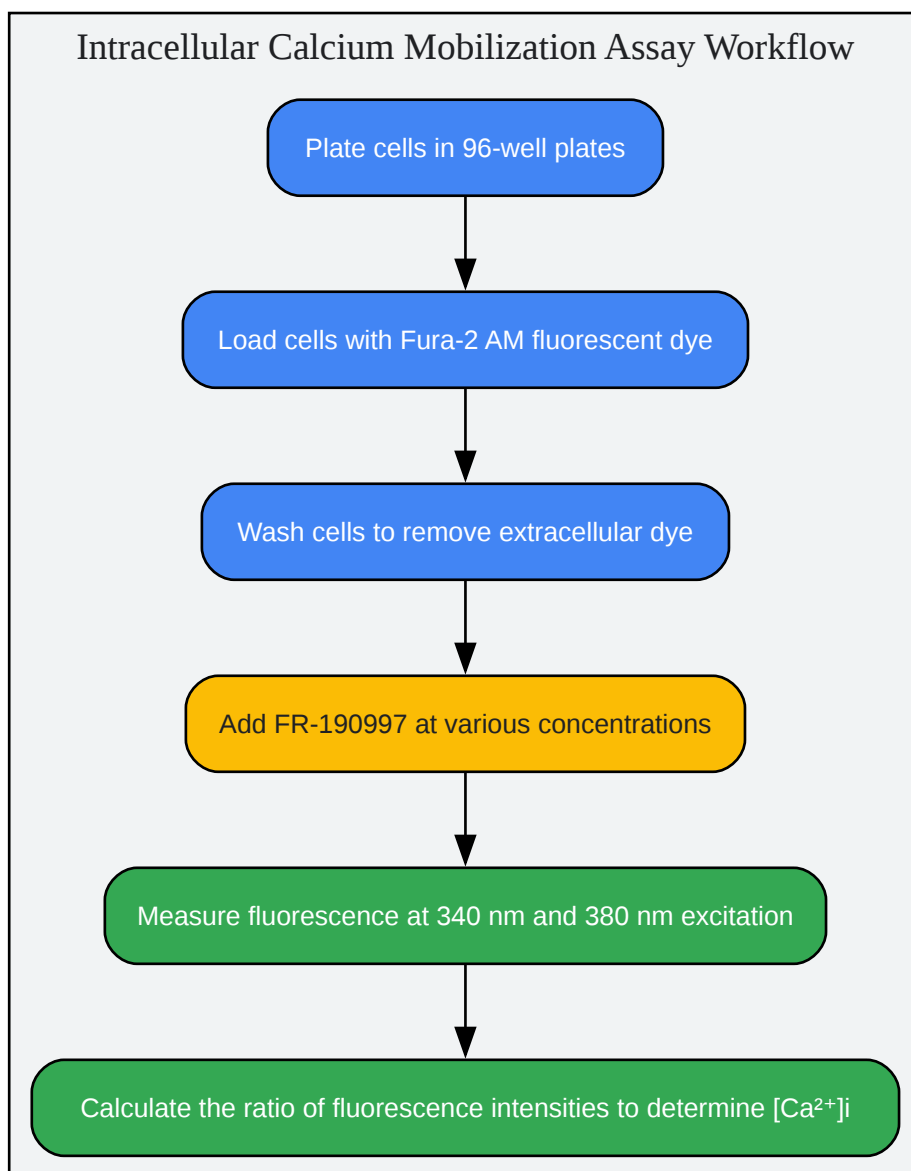 Intracellular Calcium Mobilization Assay Workflow
Plate cells in 96-well plates
Load cells with Fura-2 AM fluorescent dye
Wash cells to remove extracellular dye
Add FR-190997 at various concentrations
Measure fluorescence at 340 nm and 380 nm excitation
Calculate the ratio of fluorescence intensities to determine [Ca²⁺]i